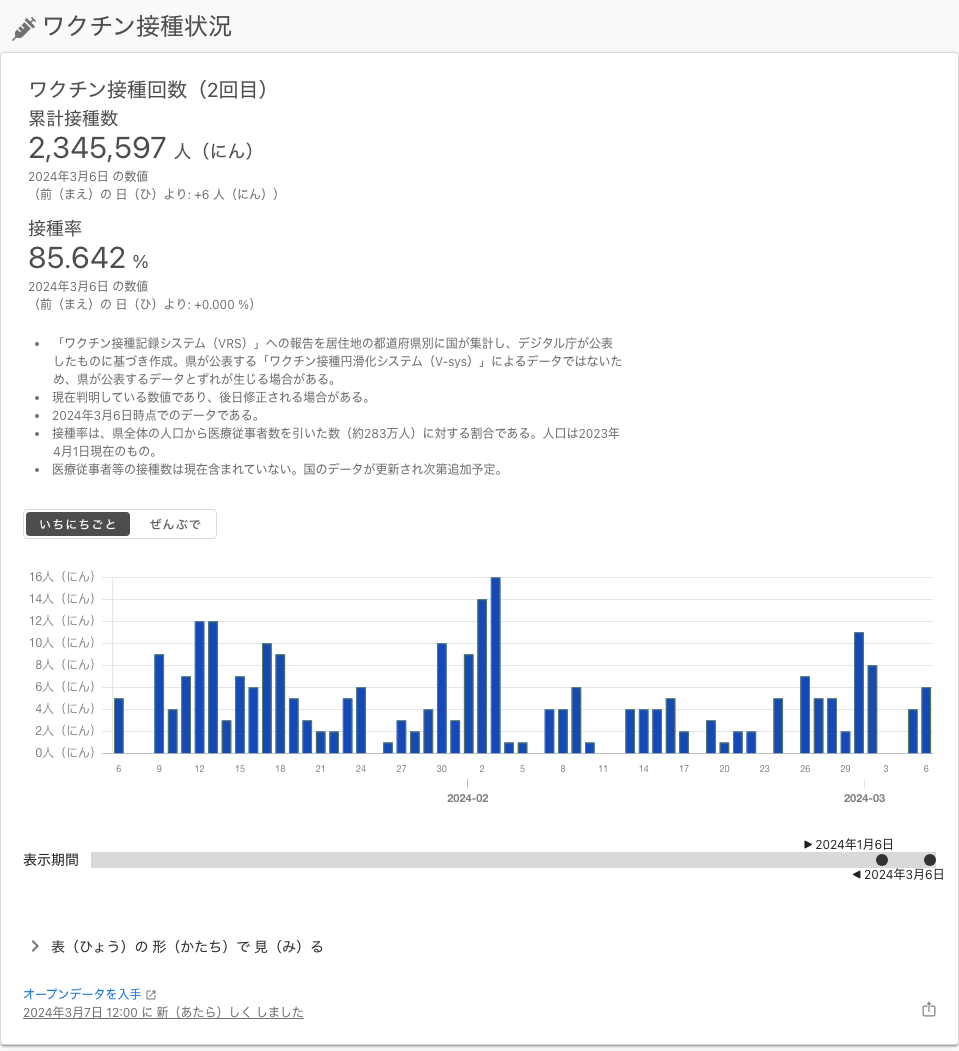 ワクチン接種状況
ワクチン接種回数（2回目）
累計接種数
2,345,597 人（にん）
2024年3月6日 の数値
（前（まえ）の 日（ひ）より: +6 人（にん））
接種率
85.642 %
2024年3月6日 の数値
（前（まえ）の 日（ひ）より: +0.000 %）
• 「ワクチン接種記録システム（VRS）」への報告を居住地の都道府県別に国が集計し、デジタル庁が公表
したものに基づき作成。県が公表する「ワクチン接種円滑化システム（V-sys）」によるデータではないた
め、県が公表するデータとずれが生じる場合がある。
• 現在判明している数値であり、後日修正される場合がある。
• 2024年3月6日時点でのデータである。
• 接種率は、県全体の人口から医療従事者数を引いた数（約283万人）に対する割合である。人口は2023年
4月1日現在のもの。
• 医療従事者等の接種数は現在含まれていない。国のデータが更新され次第追加予定。
いちにちごと ぜんぶで
16人（にん）
14人（にん）
12人（にん）
10人（にん）
8人（にん）
6人（にん）
4人（にん）
2人（にん）
0人（にん）
6 9 12 15 18 21 24 27 30 2 5 8 11 14 17 20 23 26 29 3 6
2024-02 2024-03
▶ 2024年1月6日
表示期間
◀ 2024年3月6日
表（ひょう）の 形（かたち）で 見（み）る
オープンデータを入手
2024年3月7日 12:00 に 新（あたら）しく しました